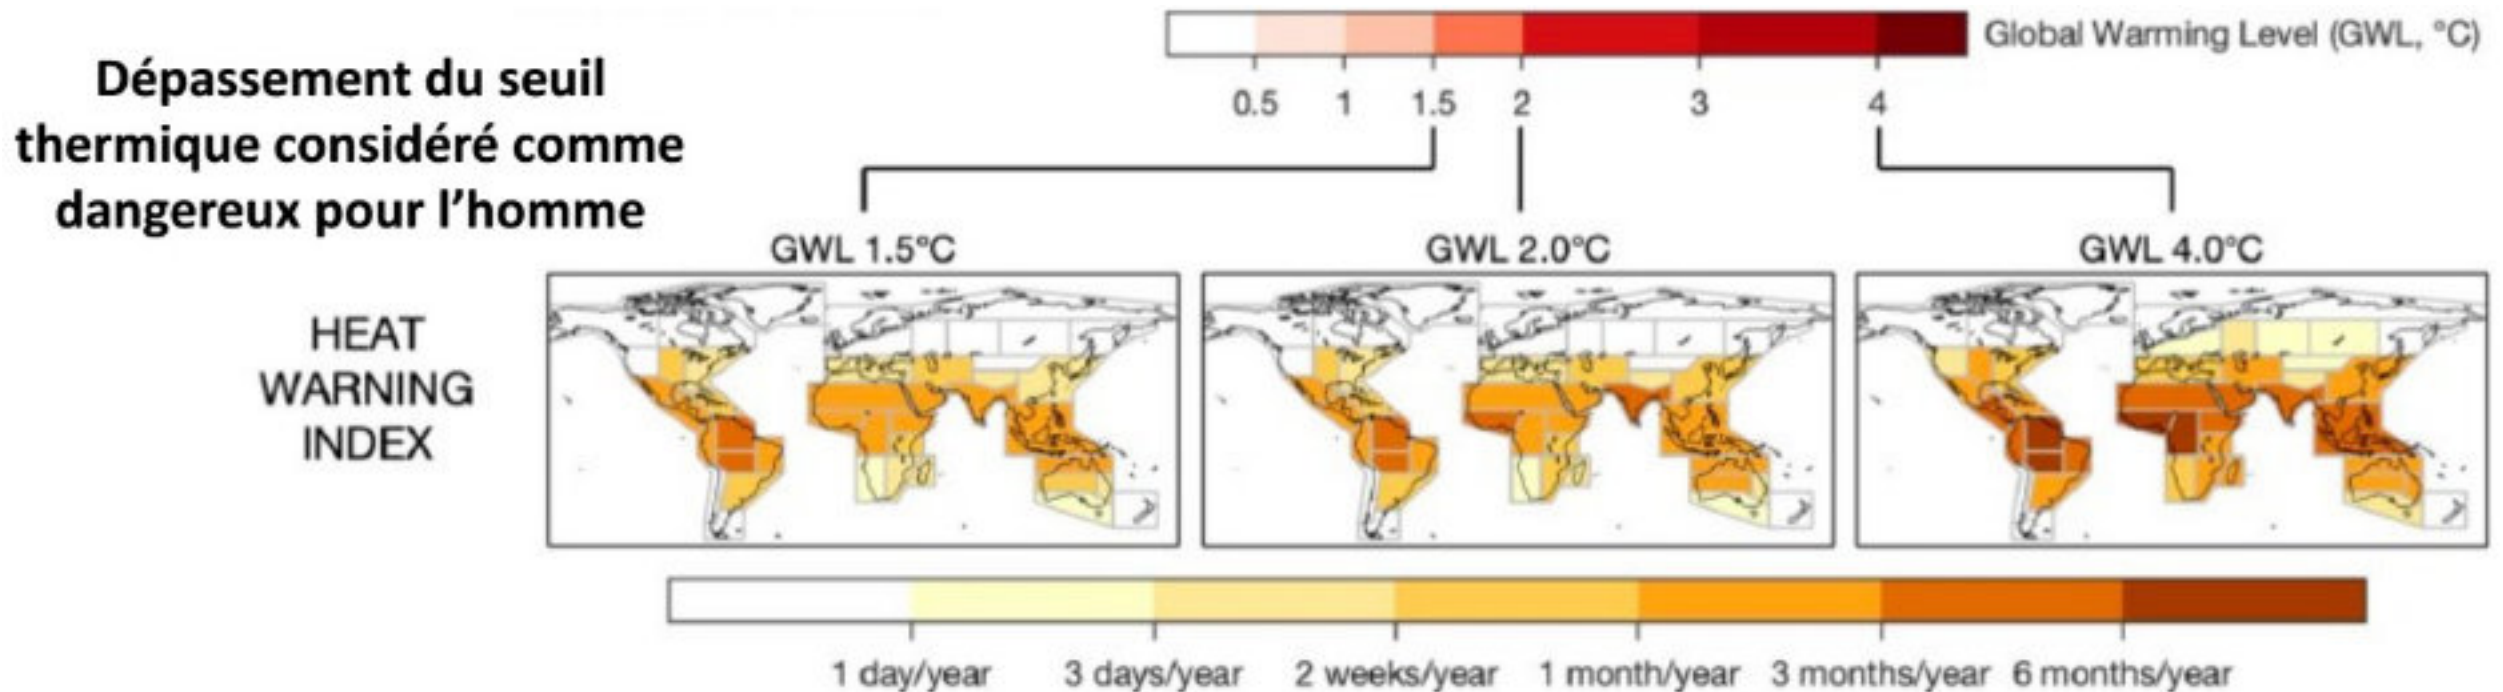 Dépassement du seuil
thermique considéré comme
dangereux pour l'homme
Global Warming Level (GWL, °C)
0.5 1 1.5 2 3 4
GWL 1.5°C GWL 2.0°C GWL 4.0°C
HEAT
WARNING
INDEX
1 day/year 3 days/year 2 weeks/year 1 month/year 3 months/year 6 months/year